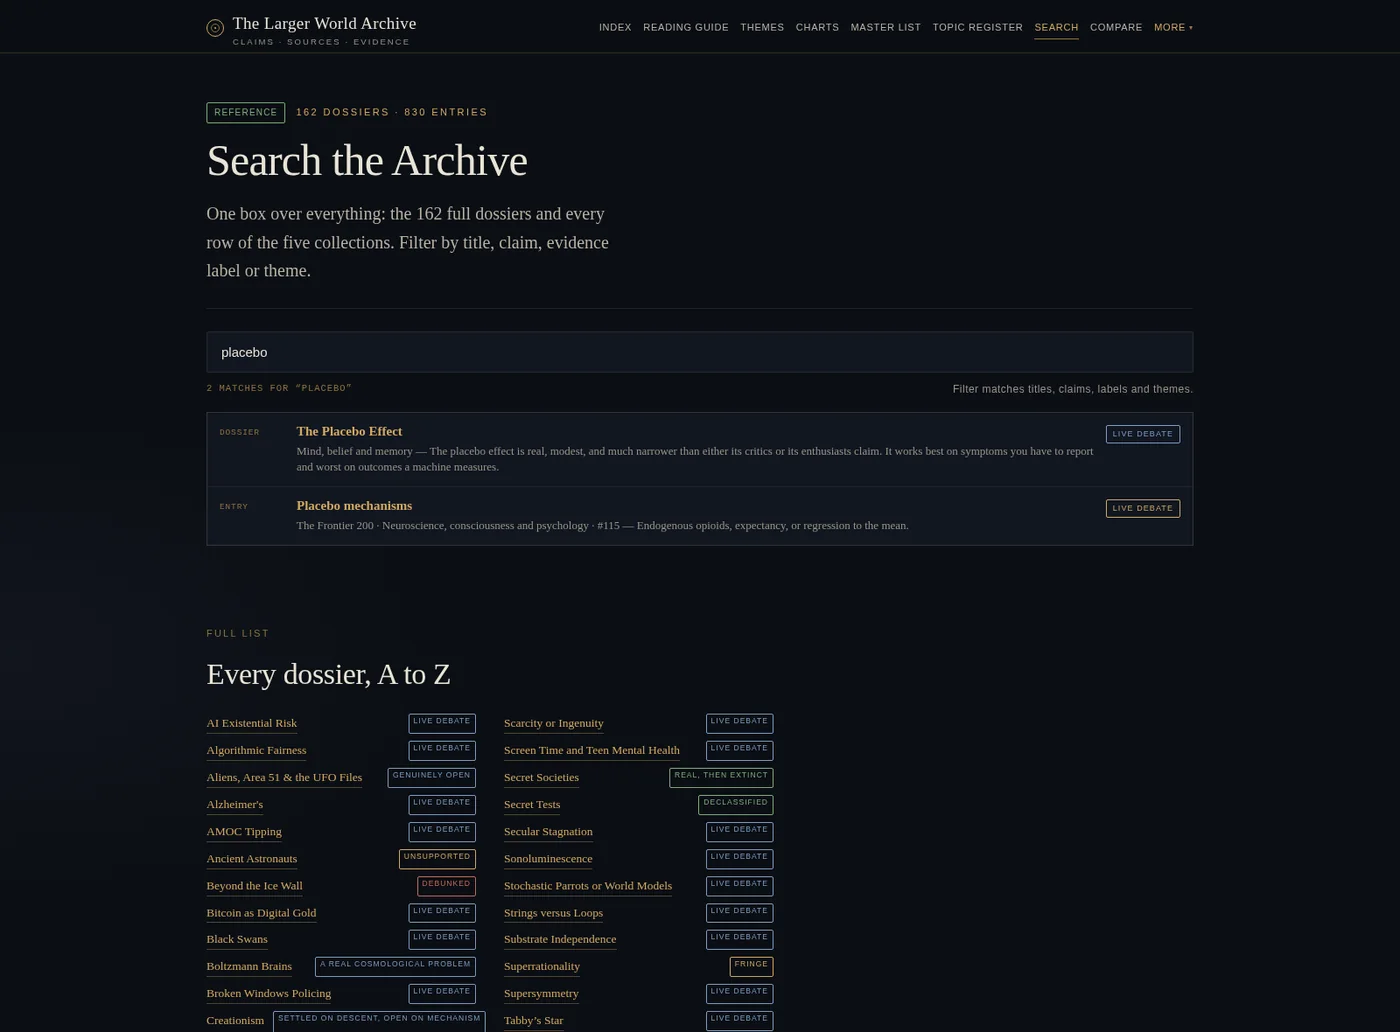 The Larger World Archive
CLAIMS · SOURCES · EVIDENCE
INDEX READING GUIDE THEMES CHARTS MASTER LIST TOPIC REGISTER SEARCH COMPARE MORE ▾
REFERENCE 162 DOSSIERS · 830 ENTRIES
Search the Archive
One box over everything: the 162 full dossiers and every
row of the five collections. Filter by title, claim, evidence
label or theme.
placebo
2 MATCHES FOR “PLACEBO” Filter matches titles, claims, labels and themes.
DOSSIER The Placebo Effect LIVE DEBATE
Mind, belief and memory — The placebo effect is real, modest, and much narrower than either its critics or its enthusiasts claim. It works best on symptoms you have to report
and worst on outcomes a machine measures.
ENTRY Placebo mechanisms LIVE DEBATE
The Frontier 200 · Neuroscience, consciousness and psychology · #115 — Endogenous opioids, expectancy, or regression to the mean.
FULL LIST
Every dossier, A to Z
AI Existential Risk LIVE DEBATE
Algorithmic Fairness LIVE DEBATE
Aliens, Area 51 & the UFO Files GENUINELY OPEN
Alzheimer's LIVE DEBATE
AMOC Tipping LIVE DEBATE
Ancient Astronauts UNSUPPORTED
Beyond the Ice Wall DEBUNKED
Bitcoin as Digital Gold LIVE DEBATE
Black Swans LIVE DEBATE
Boltzmann Brains A REAL COSMOLOGICAL PROBLEM
Broken Windows Policing LIVE DEBATE
Creationism SETTLED ON DESCENT, OPEN ON MECHANISM
Scarcity or Ingenuity LIVE DEBATE
Screen Time and Teen Mental Health LIVE DEBATE
Secret Societies REAL, THEN EXTINCT
Secret Tests DECLASSIFIED
Secular Stagnation LIVE DEBATE
Sonoluminescence LIVE DEBATE
Stochastic Parrots or World Models LIVE DEBATE
Strings versus Loops LIVE DEBATE
Substrate Independence LIVE DEBATE
Superrationality FRINGE
Supersymmetry LIVE DEBATE
Tabby’s Star LIVE DEBATE